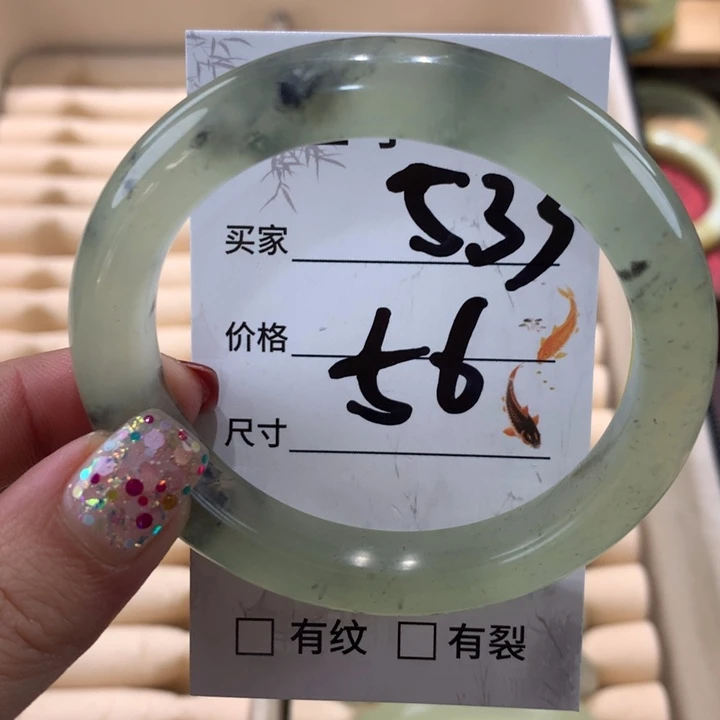 买家 537
价格 56
尺寸
□ 有纹 □ 有裂